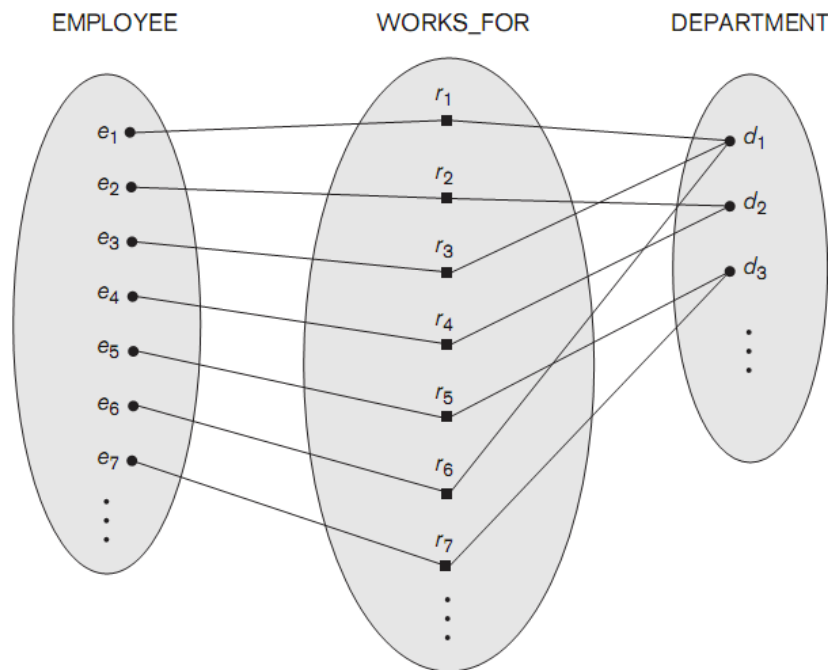 EMPLOYEE WORKS_FOR DEPARTMENT
e₁
e₂
e₃
e₄
e₅
e₆
e₇
r₁
r₂
r₃
r₄
r₅
r₆
r₇
d₁
d₂
d₃